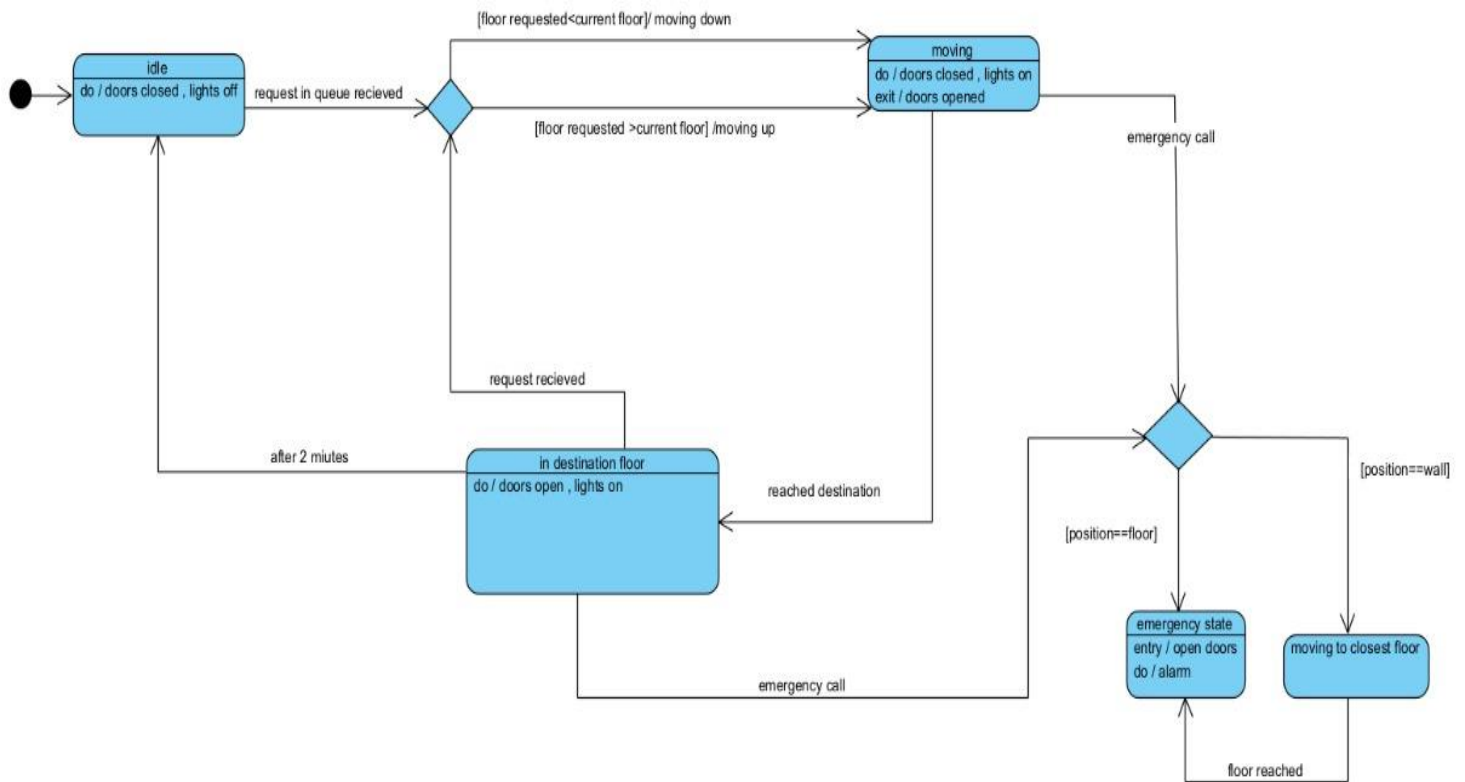 [floor requested<current floor]/ moving down
idle
do / doors closed , lights off
request in queue recieved
moving
do / doors closed , lights on
exit / doors opened
[floor requested >current floor] /moving up
emergency call
request recieved
after 2 miutes
in destination floor
do / doors open , lights on
reached destination
[position==wall]
[position==floor]
emergency state
entry / open doors
do / alarm
moving to closest floor
emergency call
floor reached